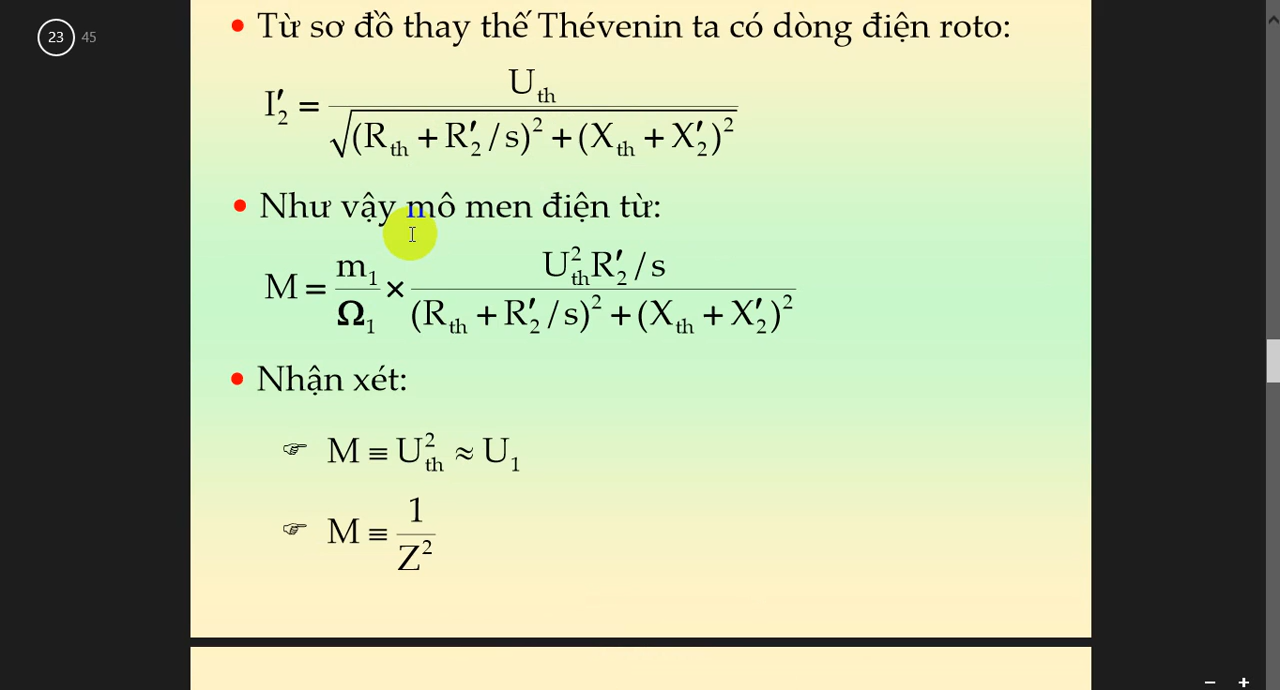 23 45
• Từ sơ đồ thay thế Thévenin ta có dòng điện roto:
I′₂ = U_th / √((R_th + R′₂ / s)² + (X_th + X′₂)²)
• Như vậy mô men điện từ:
M = m₁ / Ω₁ × U²_th R′₂ / s / ((R_th + R′₂ / s)² + (X_th + X′₂)²)
• Nhận xét:
☞ M ≡ U²_th ≈ U₁
☞ M ≡ 1 / Z²